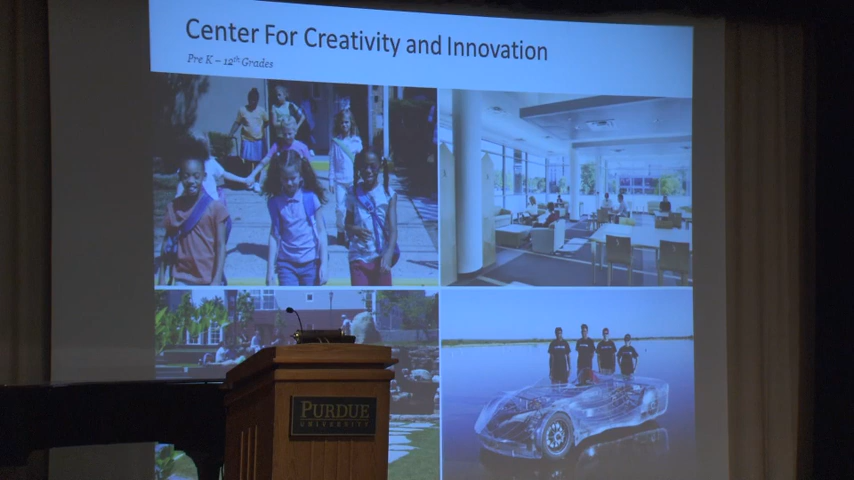 Center For Creativity and Innovation
Pre K – 12th Grades
PURDUE
UNIVERSITY